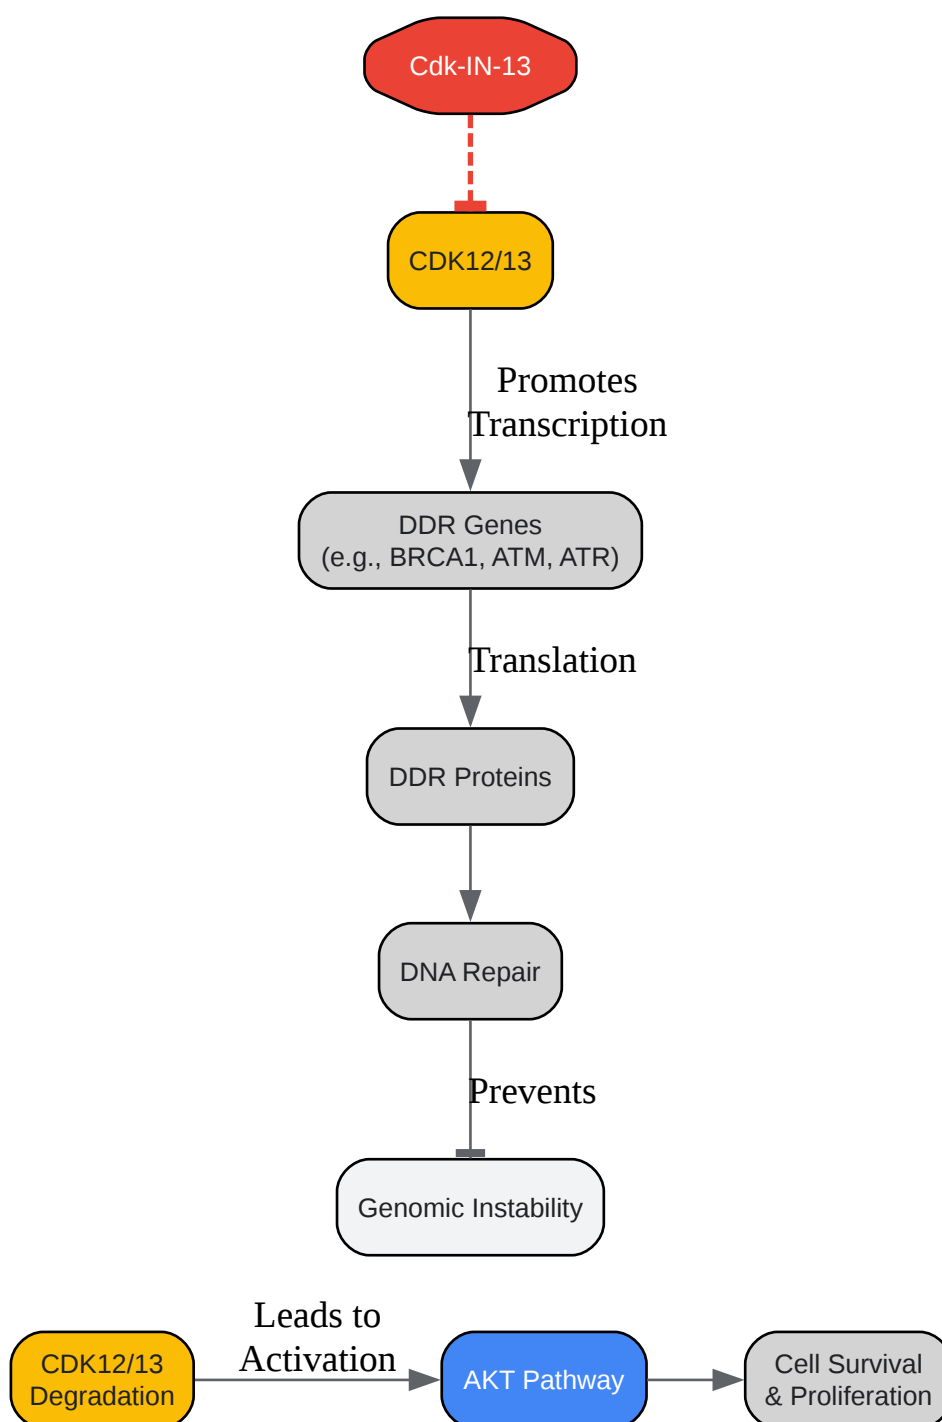 Cdk-IN-13
CDK12/13
Promotes
Transcription
DDR Genes
(e.g., BRCA1, ATM, ATR)
Translation
DDR Proteins
DNA Repair
Prevents
Genomic Instability
Leads to
Activation
CDK12/13
Degradation
AKT Pathway
Cell Survival
& Proliferation